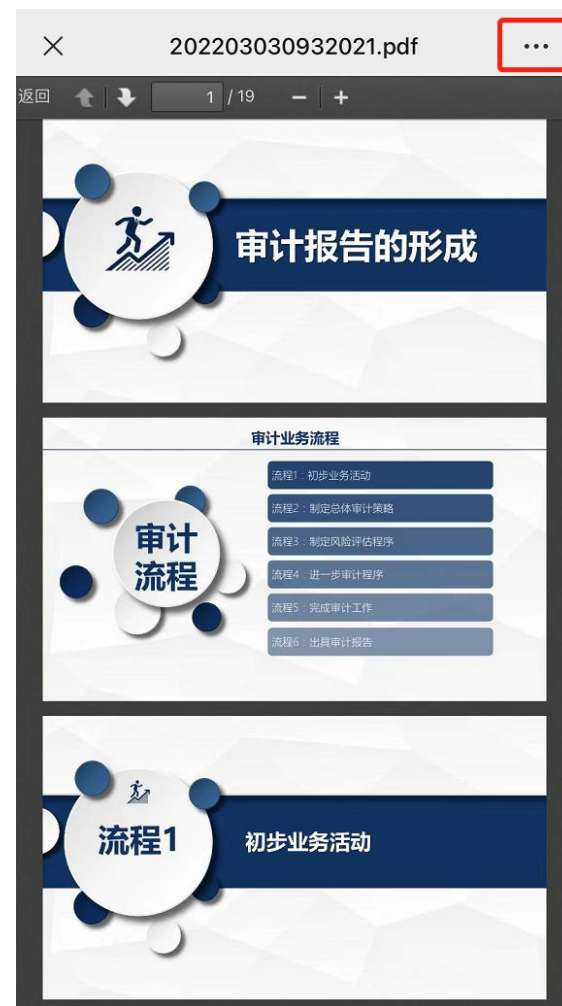 202203030932021.pdf
返回 1 / 19
审计报告的形成
审计业务流程
审计
流程
流程1：初步业务活动
流程2：制定总体审计策略
流程3：制定风险评估程序
流程4：进一步审计程序
流程5：完成审计工作
流程6：出具审计报告
流程1
初步业务活动